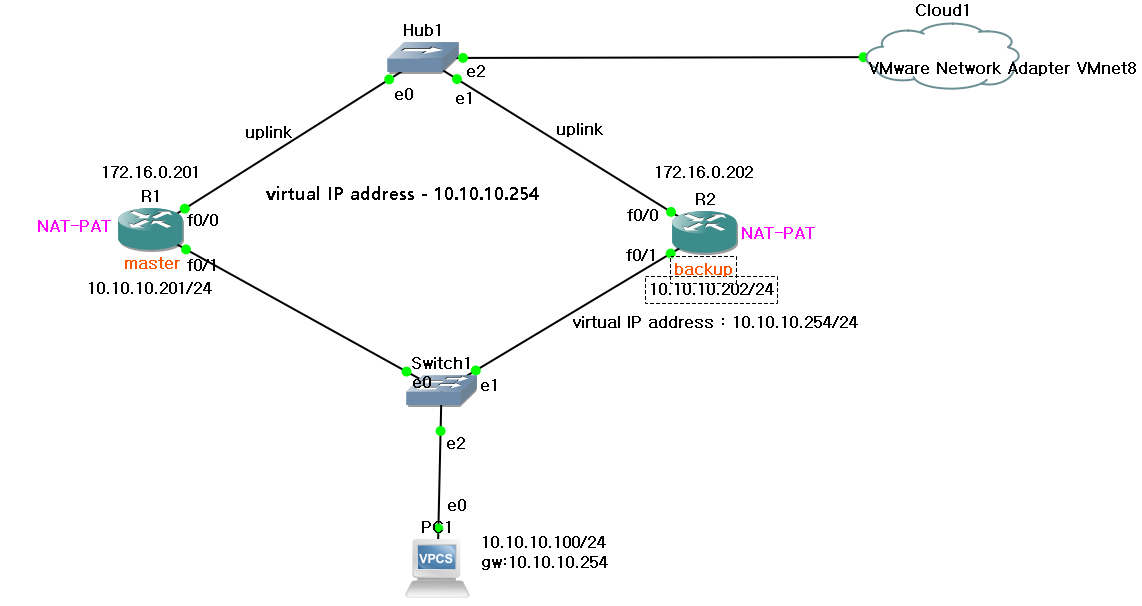 Cloud1
Hub1
VMware Network Adapter VMnet8
e2
e0
e1
uplink
uplink
172.16.0.201
172.16.0.202
virtual IP address - 10.10.10.254
R1
R2
f0/0
f0/0
NAT-PAT
NAT-PAT
master
f0/1
f0/1
backup
10.10.10.201/24
10.10.10.202/24
virtual IP address : 10.10.10.254/24
Switch1
e0
e1
e2
e0
PC1
VPCS
10.10.10.100/24
gw:10.10.10.254